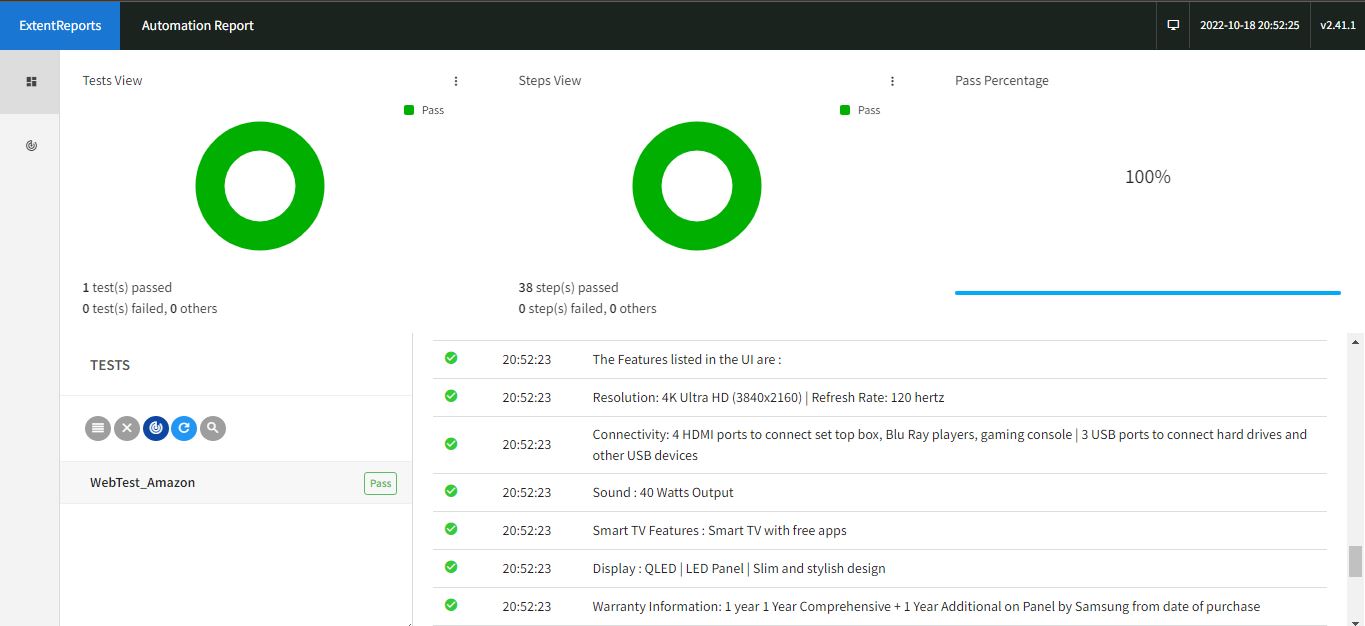 ExtentReports
Automation Report
2022-10-18 20:52:25
v2.41.1
Tests View
Pass
1 test(s) passed
0 test(s) failed, 0 others
Steps View
Pass
38 step(s) passed
0 step(s) failed, 0 others
Pass Percentage
100%
TESTS
WebTest_Amazon
Pass
20:52:23 The Features listed in the UI are :
20:52:23 Resolution: 4K Ultra HD (3840x2160) | Refresh Rate: 120 hertz
20:52:23 Connectivity: 4 HDMI ports to connect set top box, Blu Ray players, gaming console | 3 USB ports to connect hard drives and
other USB devices
20:52:23 Sound : 40 Watts Output
20:52:23 Smart TV Features : Smart TV with free apps
20:52:23 Display : QLED | LED Panel | Slim and stylish design
20:52:23 Warranty Information: 1 year 1 Year Comprehensive + 1 Year Additional on Panel by Samsung from date of purchase